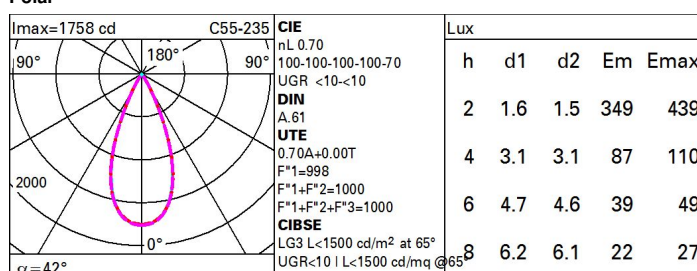 Imax=1758 cd C55-235
90° 180° 90°
2000
0°
α=42°
CIE
nL 0.70
100-100-100-100-70
UGR <10-<10
DIN
A.61
UTE
0.70A+0.00T
F"1=998
F"1+F"2=1000
F"1+F"2+F"3=1000
CIBSE
LG3 L<1500 cd/m² at 65°
UGR<10 | L<1500 cd/mq @65°
Lux
h d1 d2 Em Emax
2 1.6 1.5 349 439
4 3.1 3.1 87 110
6 4.7 4.6 39 49
8 6.2 6.1 22 27